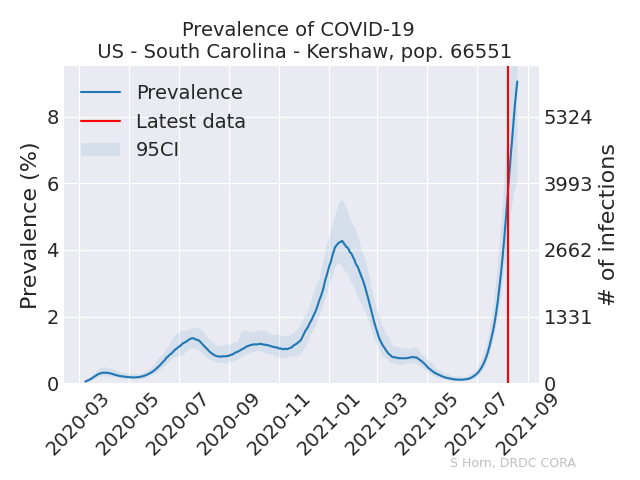 Prevalence of COVID-19
US - South Carolina - Kershaw, pop. 66551
Prevalence
Latest data
95CI
Prevalence (%)
8
6
4
2
0
5324
3993
2662
1331
0
# of infections
2020-03
2020-05
2020-07
2020-09
2020-11
2021-01
2021-03
2021-05
2021-07
2021-09
S Horn, DRDC CORA